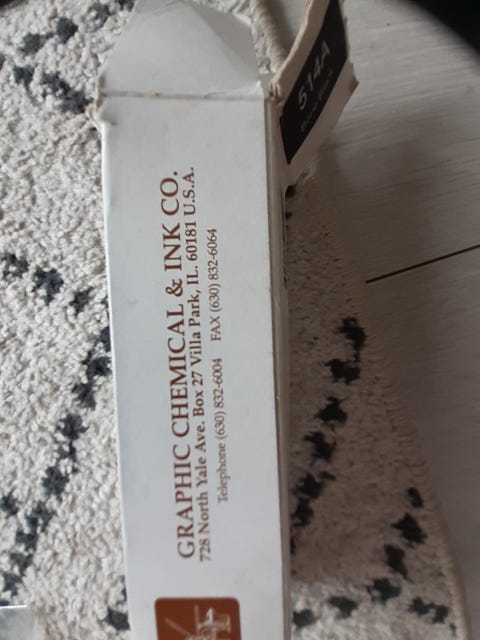 514A
GRAPHIC CHEMICAL & INK CO.
728 North Yale Ave. Box 27 Villa Park, IL. 60181 U.S.A.
Telephone (630) 832-6004 FAX (630) 832-6064